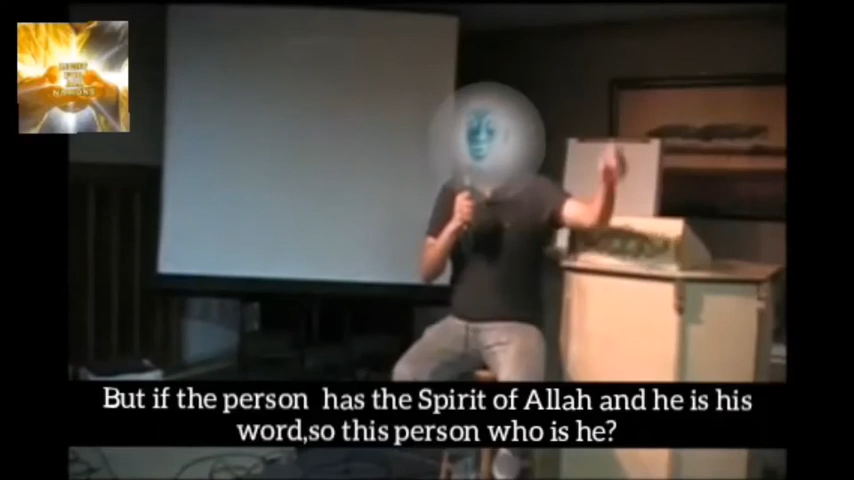 NATIONS
But if the person has the Spirit of Allah and he is his
word,so this person who is he?